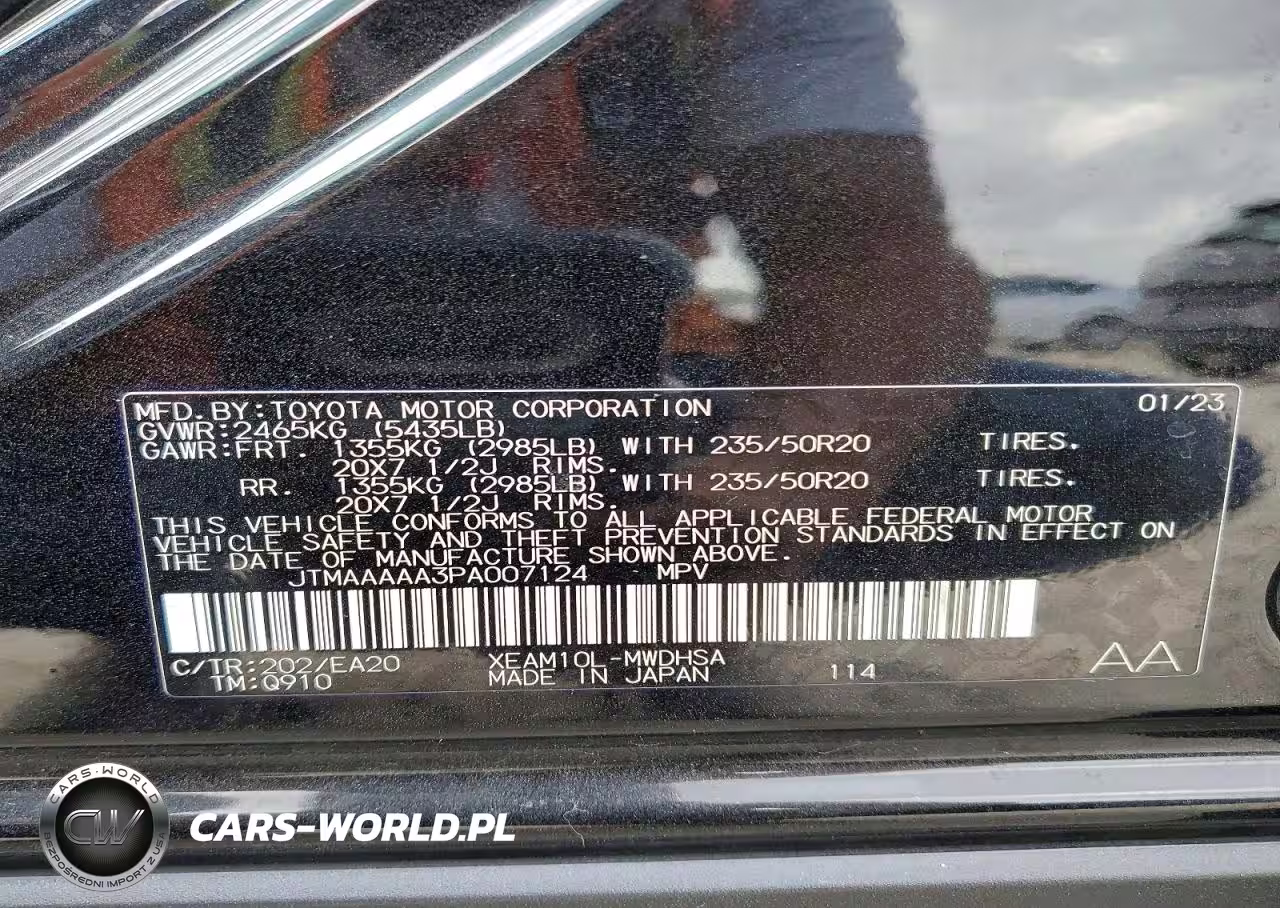 MFD.BY:TOYOTA MOTOR CORPORATION 01/23
GVWR:2465KG (5435LB)
GAWR:FRT. 1355KG (2985LB) WITH 235/50R20 TIRES.
20X7 1/2J RIMS.
RR. 1355KG (2985LB) WITH 235/50R20 TIRES.
20X7 1/2J RIMS.
THIS VEHICLE CONFORMS TO ALL APPLICABLE FEDERAL MOTOR
VEHICLE SAFETY AND THEFT PREVENTION STANDARDS IN EFFECT ON
THE DATE OF MANUFACTURE SHOWN ABOVE.
JTMAAAAA3PA007124 MPV
C/TR:202/EA20 XEAM10L-MWDHSA
TM:Q910 MADE IN JAPAN 114 AA
CARS-WORLD
CW
BEZPOŚREDNI IMPORT Z USA
CARS-WORLD.PL